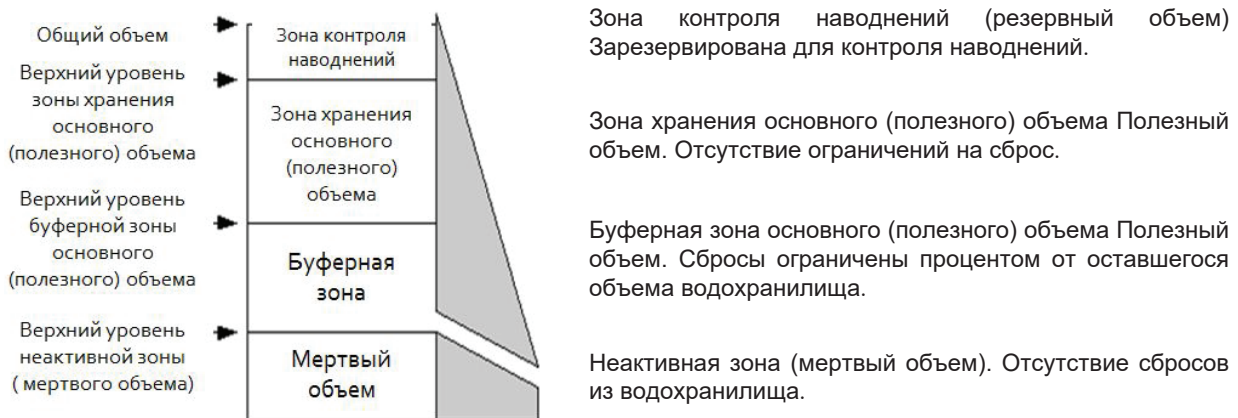 Общий объем
Верхний уровень
зоны хранения
основного
(полезного) объема
Верхний уровень
буферной зоны
основного
(полезного) объема
Верхний уровень
неактивной зоны
( мертвого объема)
Зона контроля
наводнений
Зона хранения
основного
(полезного)
объема
Буферная
зона
Мертвый
объем
Зона контроля наводнений (резервный объем)
Зарезервирована для контроля наводнений.
Зона хранения основного (полезного) объема Полезный
объем. Отсутствие ограничений на сброс.
Буферная зона основного (полезного) объема Полезный
объем. Сбросы ограничены процентом от оставшегося
объема водохранилища.
Неактивная зона (мертвый объем). Отсутствие сбросов
из водохранилища.